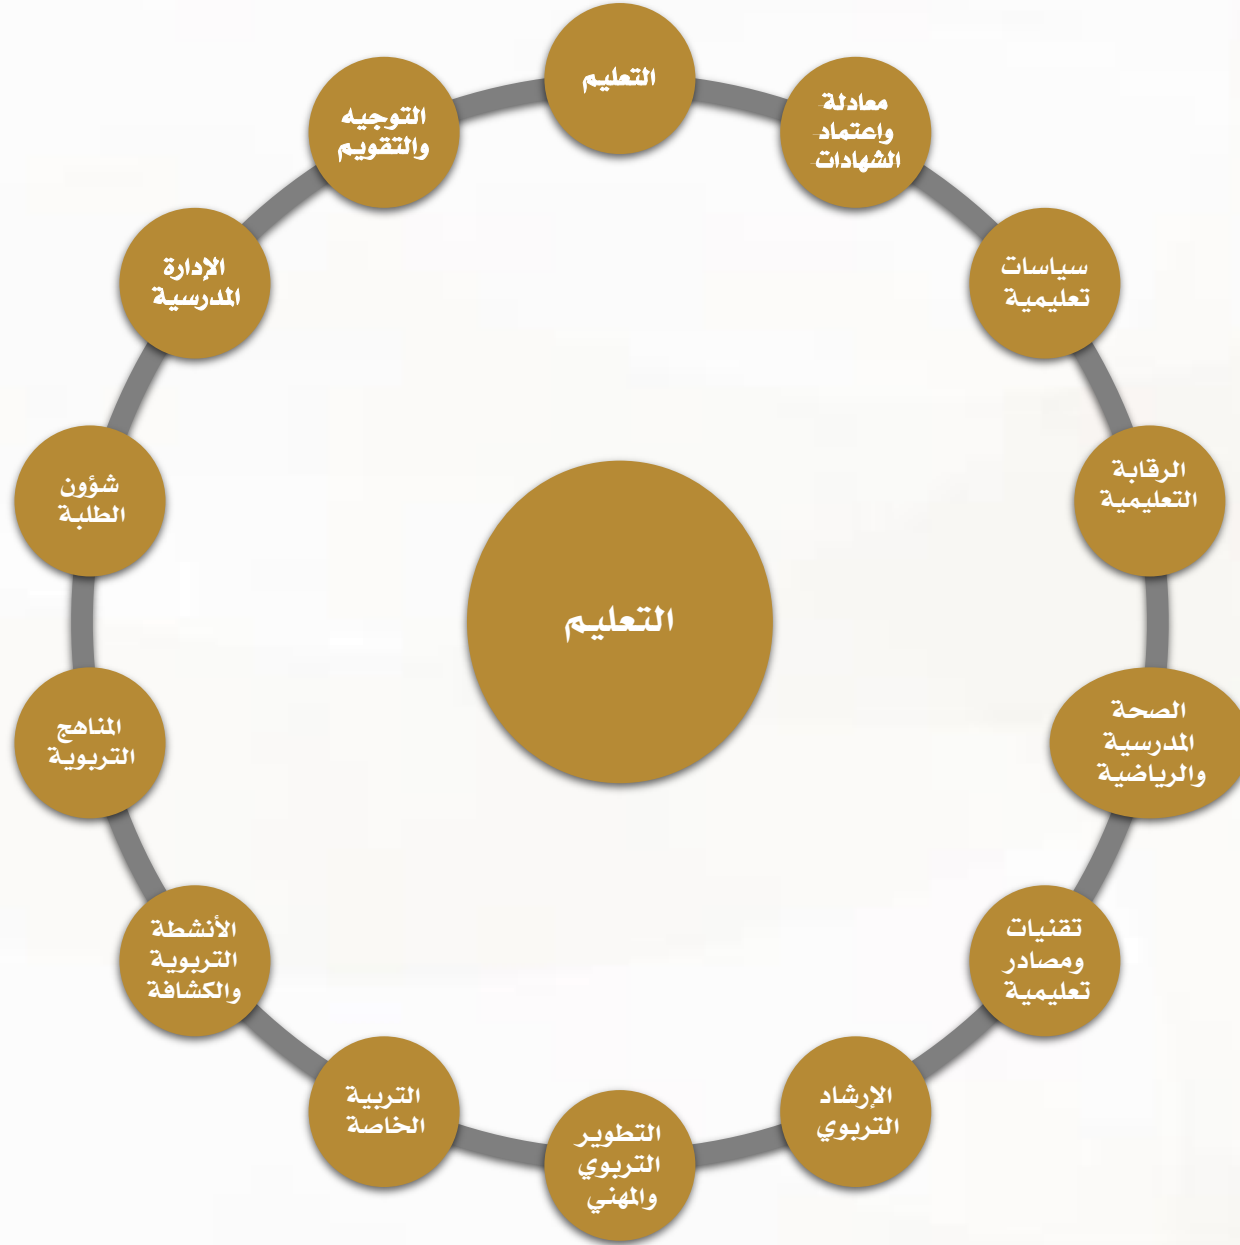 التعليم
معادلة
واعتماد
الشهادات
سياسات
تعليمية
الرقابة
التعليمية
الصحة
المدرسية
والرياضية
تقنيات
ومصادر
تعليمية
الإرشاد
التربوي
التطوير
التربوي
والمهني
التربية
الخاصة
الأنشطة
التربوية
والكشافة
المناهج
التربوية
شؤون
الطلبة
الإدارة
المدرسية
التوجيه
والتقويم
التعليم